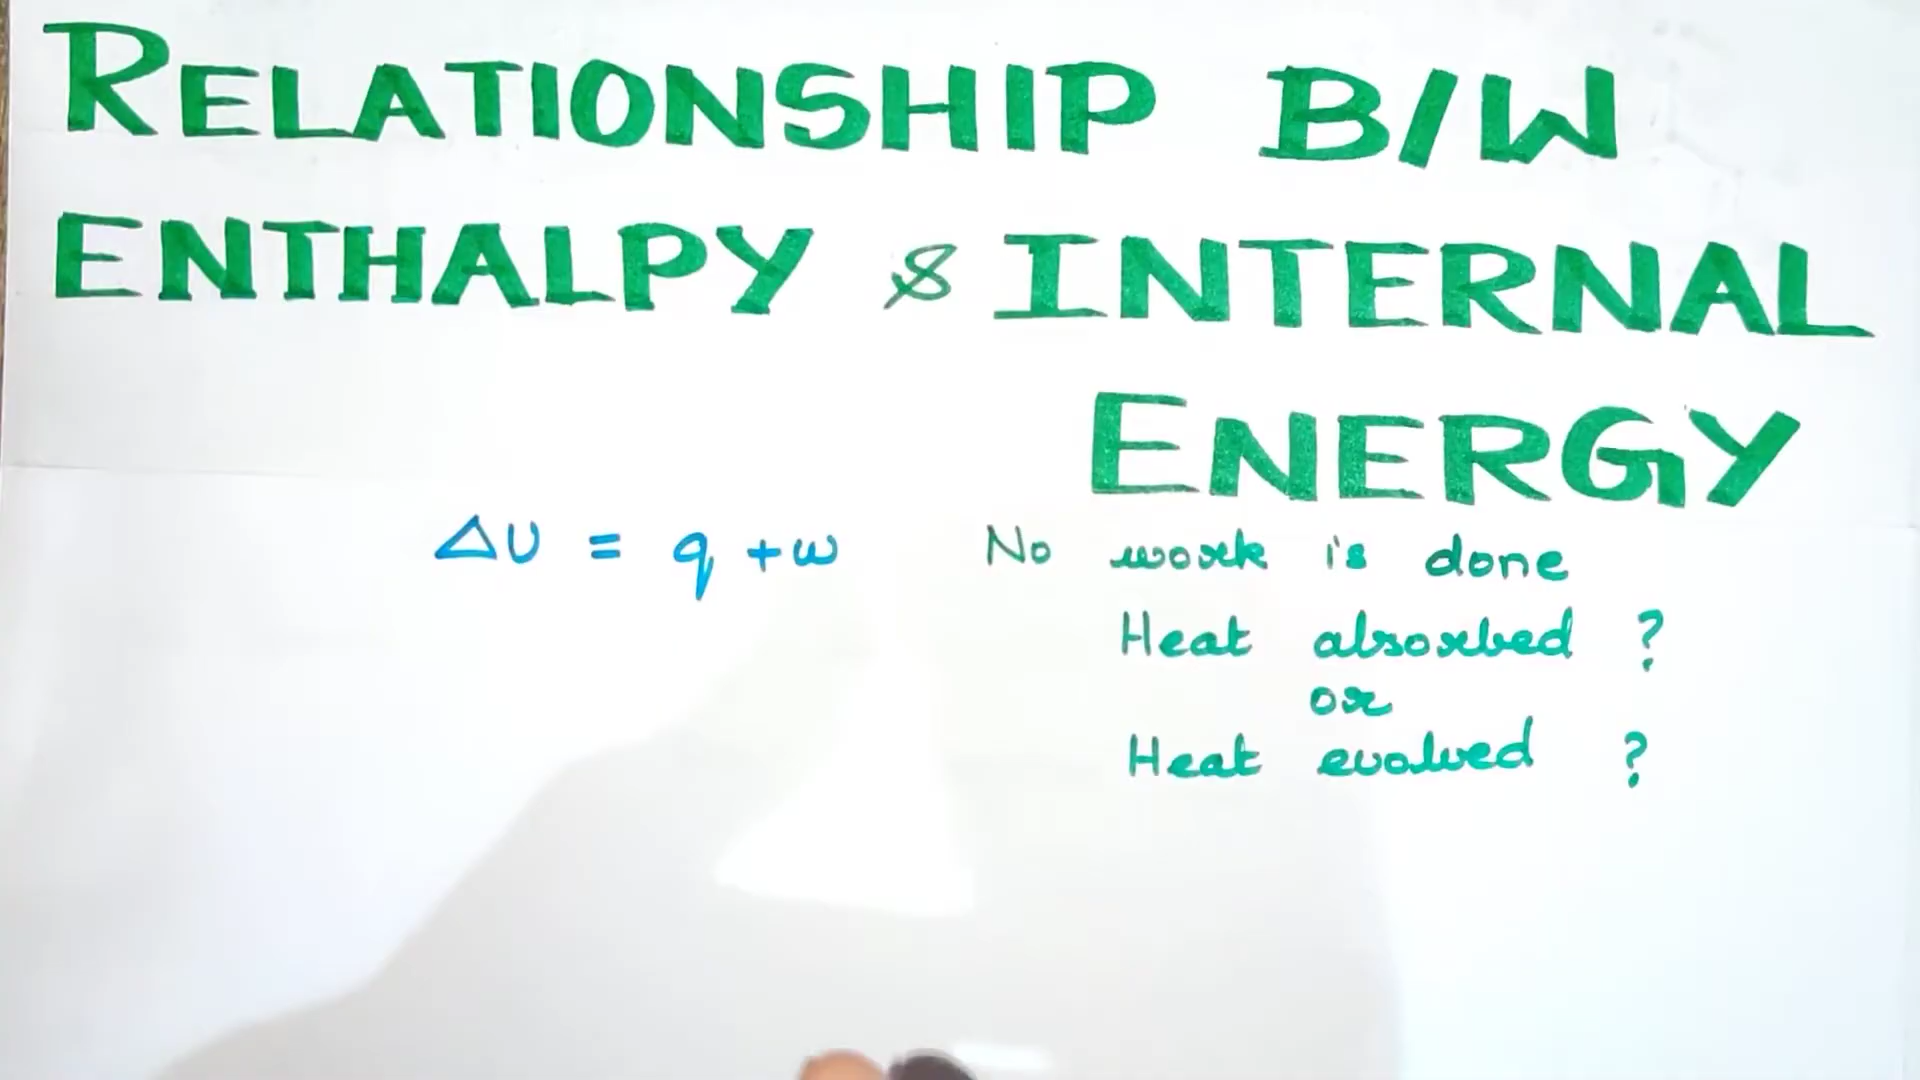 RELATIONSHIP B/W
ENTHALPY & INTERNAL
ENERGY
ΔU = q + w
No work is done
Heat absorbed ?
or
Heat evolved ?